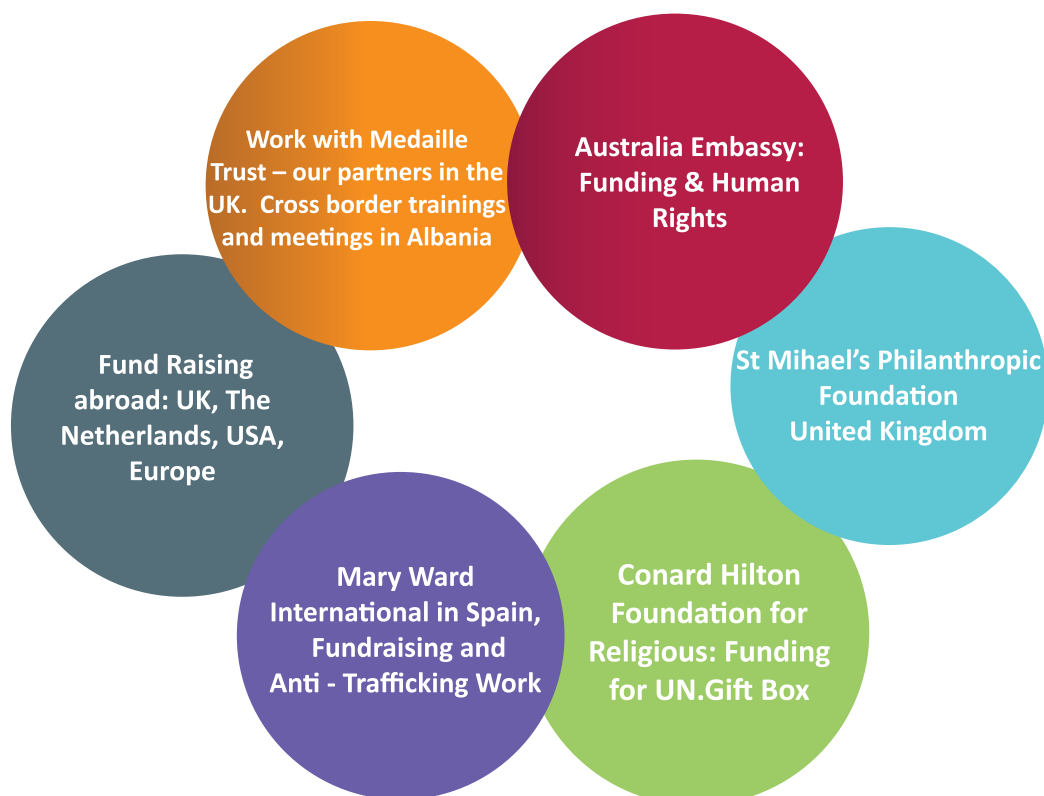 Work with Medaille
Trust – our partners in the
UK.  Cross border trainings
and meetings in Albania
Australia Embassy:
Funding & Human
Rights
St Mihael’s Philanthropic
Foundation
United Kingdom
Conard Hilton
Foundation for
Religious: Funding
for UN.Gift Box
Mary Ward
International in Spain,
Fundraising and
Anti - Trafficking Work
Fund Raising
abroad: UK, The
Netherlands, USA,
Europe